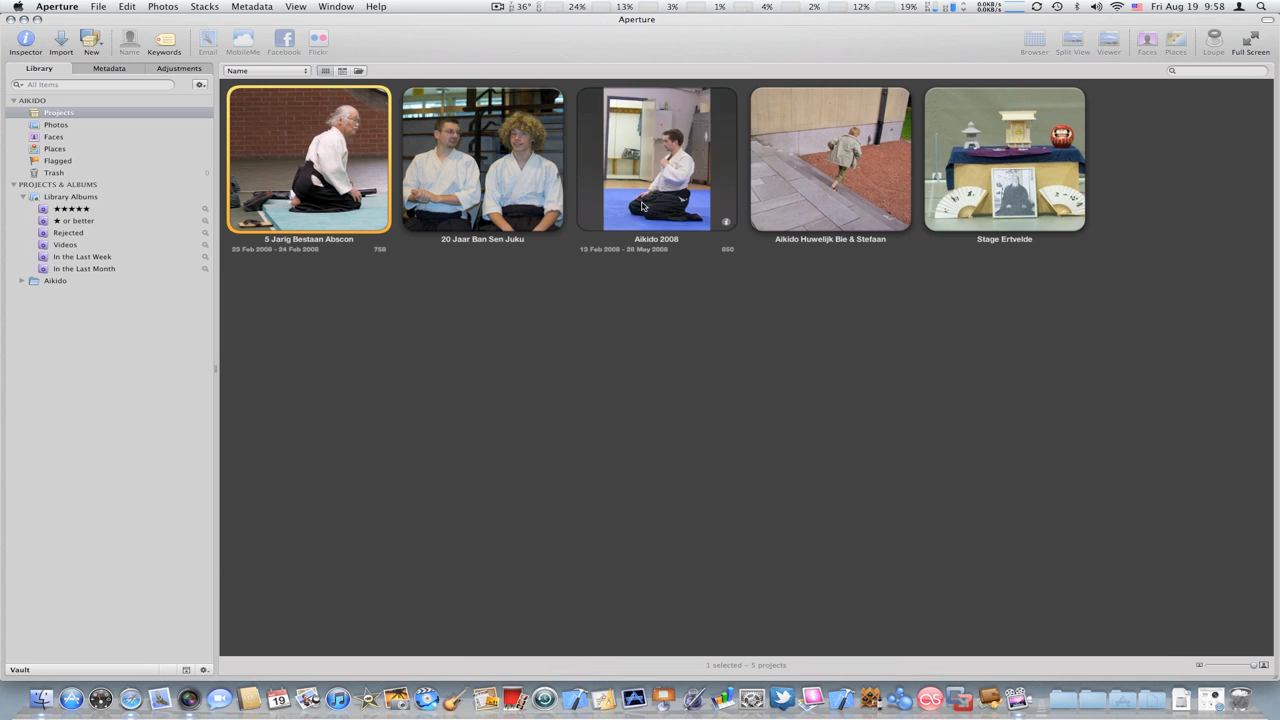 Aperture File Edit Photos Stacks Metadata View Window Help 36° 24% 13% 3% 1% 4% 2% 12% 19% 0.0KB/s 0.0KB/s Fri Aug 19 9:58
Aperture
Inspector Import New Name Keywords Email MobileMe Facebook Flickr Browser Split View Viewer Faces Places Loupe Full Screen
Library Metadata Adjustments Name
All Items
AIKIDO
Projects
Photos
Faces
Places
Flagged
Trash 0
PROJECTS & ALBUMS
Library Albums
★★★★★
★ or better
Rejected
Videos
In the Last Week
In the Last Month
Aikido
5 Jarig Bestaan Abscon
23 Feb 2008 - 24 Feb 2008 758
20 Jaar Ban Sen Juku
Aikido 2008
13 Feb 2008 - 28 May 2008 850
Aikido Huwelijk Bie & Stefaan
Stage Ertvelde
Vault
1 selected – 5 projects
19